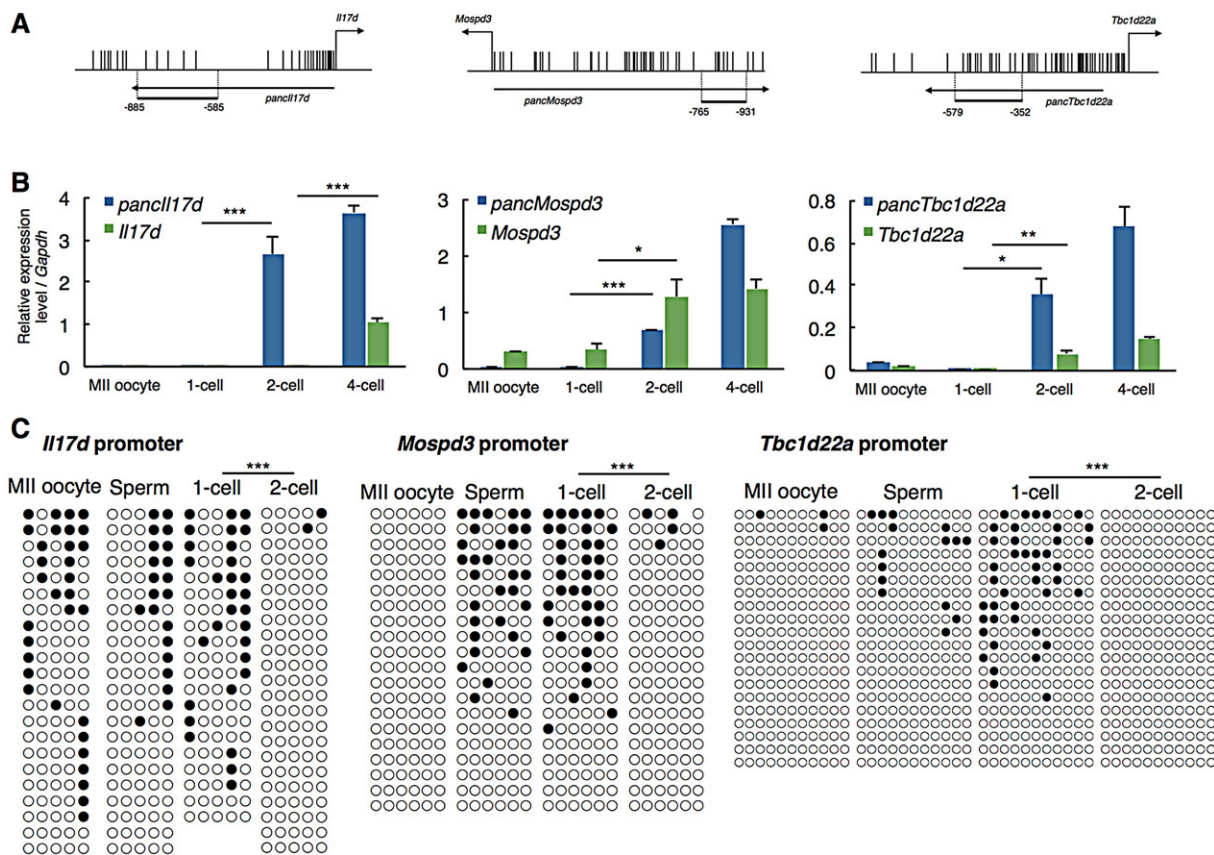 A
Il17d
pancIl17d
-885
-585
Mospd3
pancMospd3
-765
-931
Tbc1d22a
pancTbc1d22a
-579
-352
B
Relative expression
level / Gapdh
4
3
2
1
0
pancIl17d
Il17d
***
***
MII oocyte 1-cell 2-cell 4-cell
3
2
1
0
pancMospd3
Mospd3
*
***
MII oocyte 1-cell 2-cell 4-cell
0.8
0.6
0.4
0.2
0
pancTbc1d22a
Tbc1d22a
**
*
MII oocyte 1-cell 2-cell 4-cell
C
Il17d promoter
***
MII oocyte Sperm 1-cell 2-cell
Mospd3 promoter
***
MII oocyte Sperm 1-cell 2-cell
Tbc1d22a promoter
***
MII oocyte Sperm 1-cell 2-cell